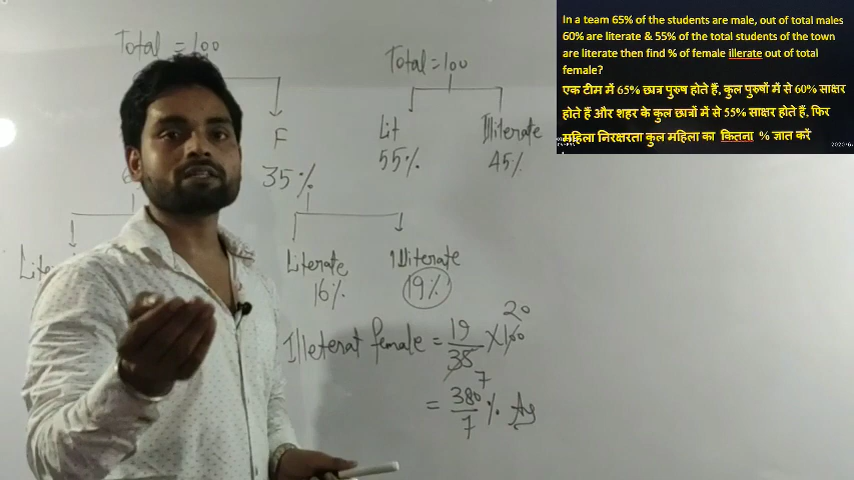 In a team 65% of the students are male, out of total males
60% are literate & 55% of the total students of the town
are literate then find % of female illerate out of total
female?
एक टीम में 65% छात्र पुरुष होते हैं, कुल पुरुषों में से 60% साक्षर
होते हैं और शहर के कुल छात्रों में से 55% साक्षर होते हैं, फिर
महिला निरक्षरता कुल महिला का कितना % ज्ञात करें
Total = 100
F
35%
Literate
16%
Illiterate
19%
Total = 100
Lit
55%
Illiterate
45%
Illeterat female = 19/35 × 100
20
7
= 380/7 % Ans